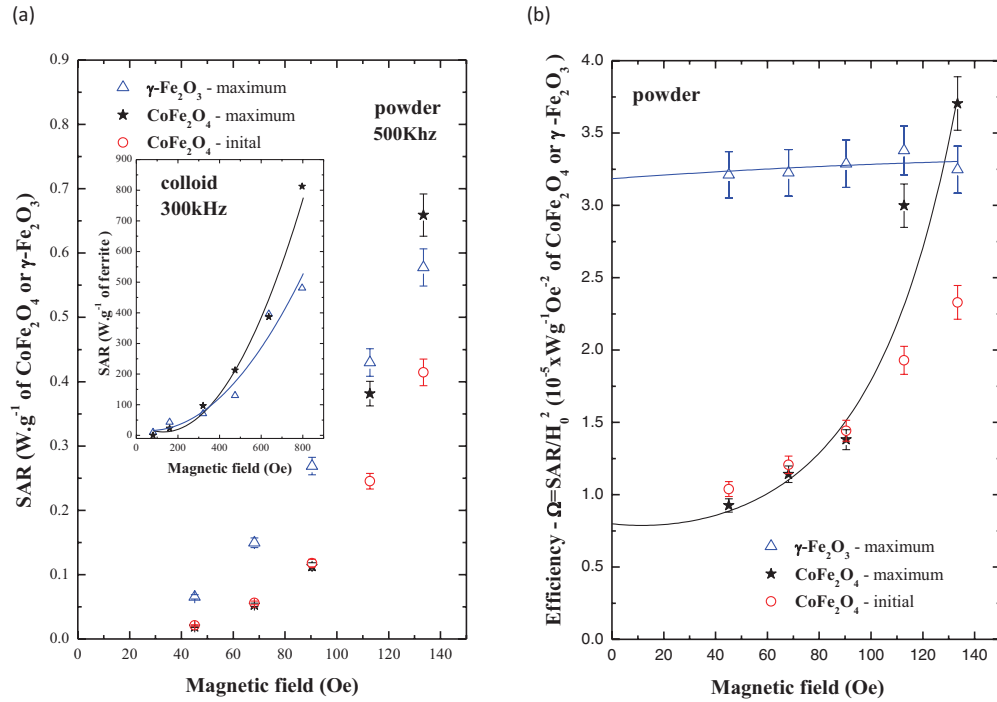 (a)
0.9
0.8
0.7
0.6
0.5
0.4
0.3
0.2
0.1
0.0
SAR (W.g⁻¹ of CoFe₂O₄ or γ-Fe₂O₃)
γ-Fe₂O₃ - maximum
CoFe₂O₄ - maximum
CoFe₂O₄ - inital
powder
500Khz
900
800
700
600
500
400
300
200
100
0
SAR (W.g⁻¹ of ferrite)
colloid
300kHz
0 200 400 600 800
Magnetic field (Oe)
0 20 40 60 80 100 120 140
Magnetic field (Oe)
(b)
4.0
3.5
3.0
2.5
2.0
1.5
1.0
0.5
0.0
Efficiency - Ω=SAR/H₀² (10⁻⁵xWg⁻¹Oe⁻² of CoFe₂O₄ or γ -Fe₂O₃)
powder
γ-Fe₂O₃ - maximum
CoFe₂O₄ - maximum
CoFe₂O₄ - initial
0 20 40 60 80 100 120 140
Magnetic field (Oe)